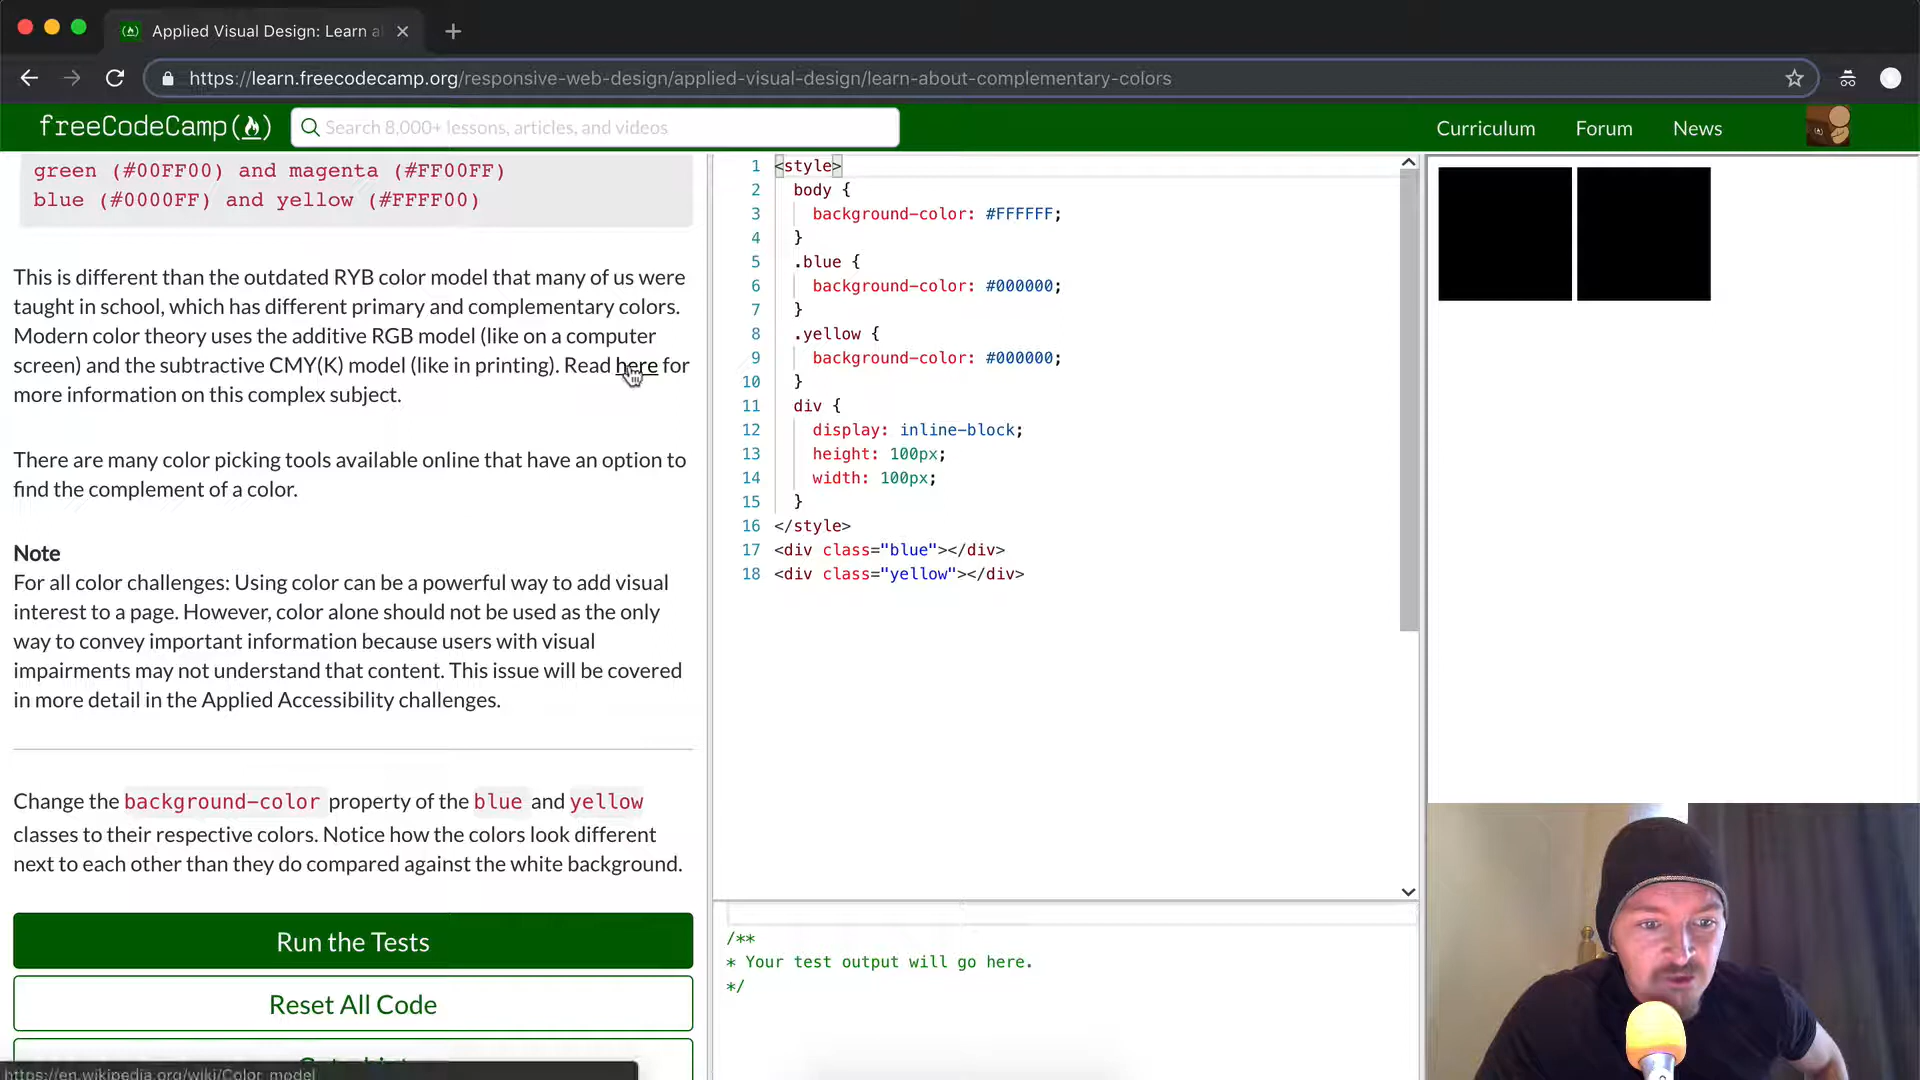 Applied Visual Design: Learn a
https://learn.freecodecamp.org/responsive-web-design/applied-visual-design/learn-about-complementary-colors
freeCodeCamp
Search 8,000+ lessons, articles, and videos
Curriculum
Forum
News
green (#00FF00) and magenta (#FF00FF)
blue (#0000FF) and yellow (#FFFF00)
This is different than the outdated RYB color model that many of us were
taught in school, which has different primary and complementary colors.
Modern color theory uses the additive RGB model (like on a computer
screen) and the subtractive CMY(K) model (like in printing). Read here for
more information on this complex subject.
There are many color picking tools available online that have an option to
find the complement of a color.
Note
For all color challenges: Using color can be a powerful way to add visual
interest to a page. However, color alone should not be used as the only
way to convey important information because users with visual
impairments may not understand that content. This issue will be covered
in more detail in the Applied Accessibility challenges.
Change the background-color property of the blue and yellow
classes to their respective colors. Notice how the colors look different
next to each other than they do compared against the white background.
Run the Tests
Reset All Code
https://en.wikipedia.org/wiki/Color_model
1 <style>
2 body {
3 background-color: #FFFFFF;
4 }
5 .blue {
6 background-color: #000000;
7 }
8 .yellow {
9 background-color: #000000;
10 }
11 div {
12 display: inline-block;
13 height: 100px;
14 width: 100px;
15 }
16 </style>
17 <div class="blue"></div>
18 <div class="yellow"></div>
/**
* Your test output will go here.
*/